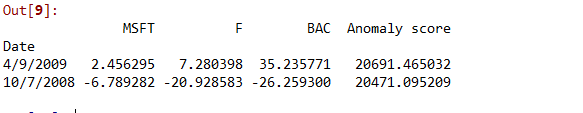 Out[9]:
MSFT F BAC Anomaly score
Date
4/9/2009 2.456295 7.280398 35.235771 20691.465032
10/7/2008 -6.789282 -20.928583 -26.259300 20471.095209